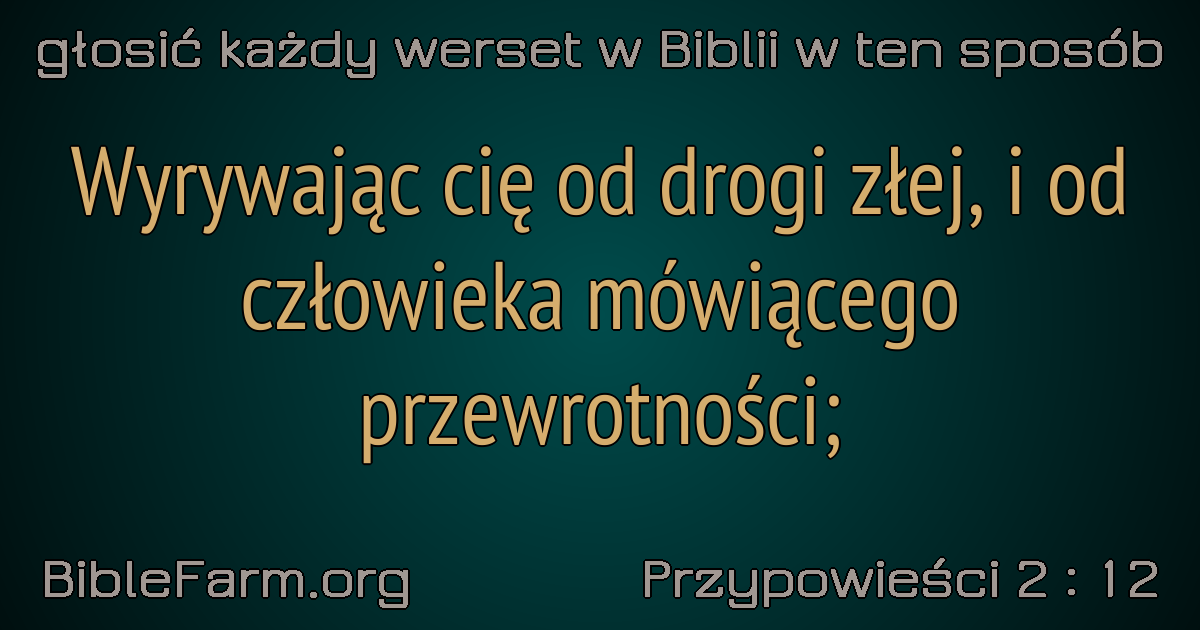 głosić każdy werset w Biblii w ten sposób
Wyrywając cię od drogi złej, i od
człowieka mówiącego
przewrotności;
BibleFarm.org
Przypowieści 2 : 12